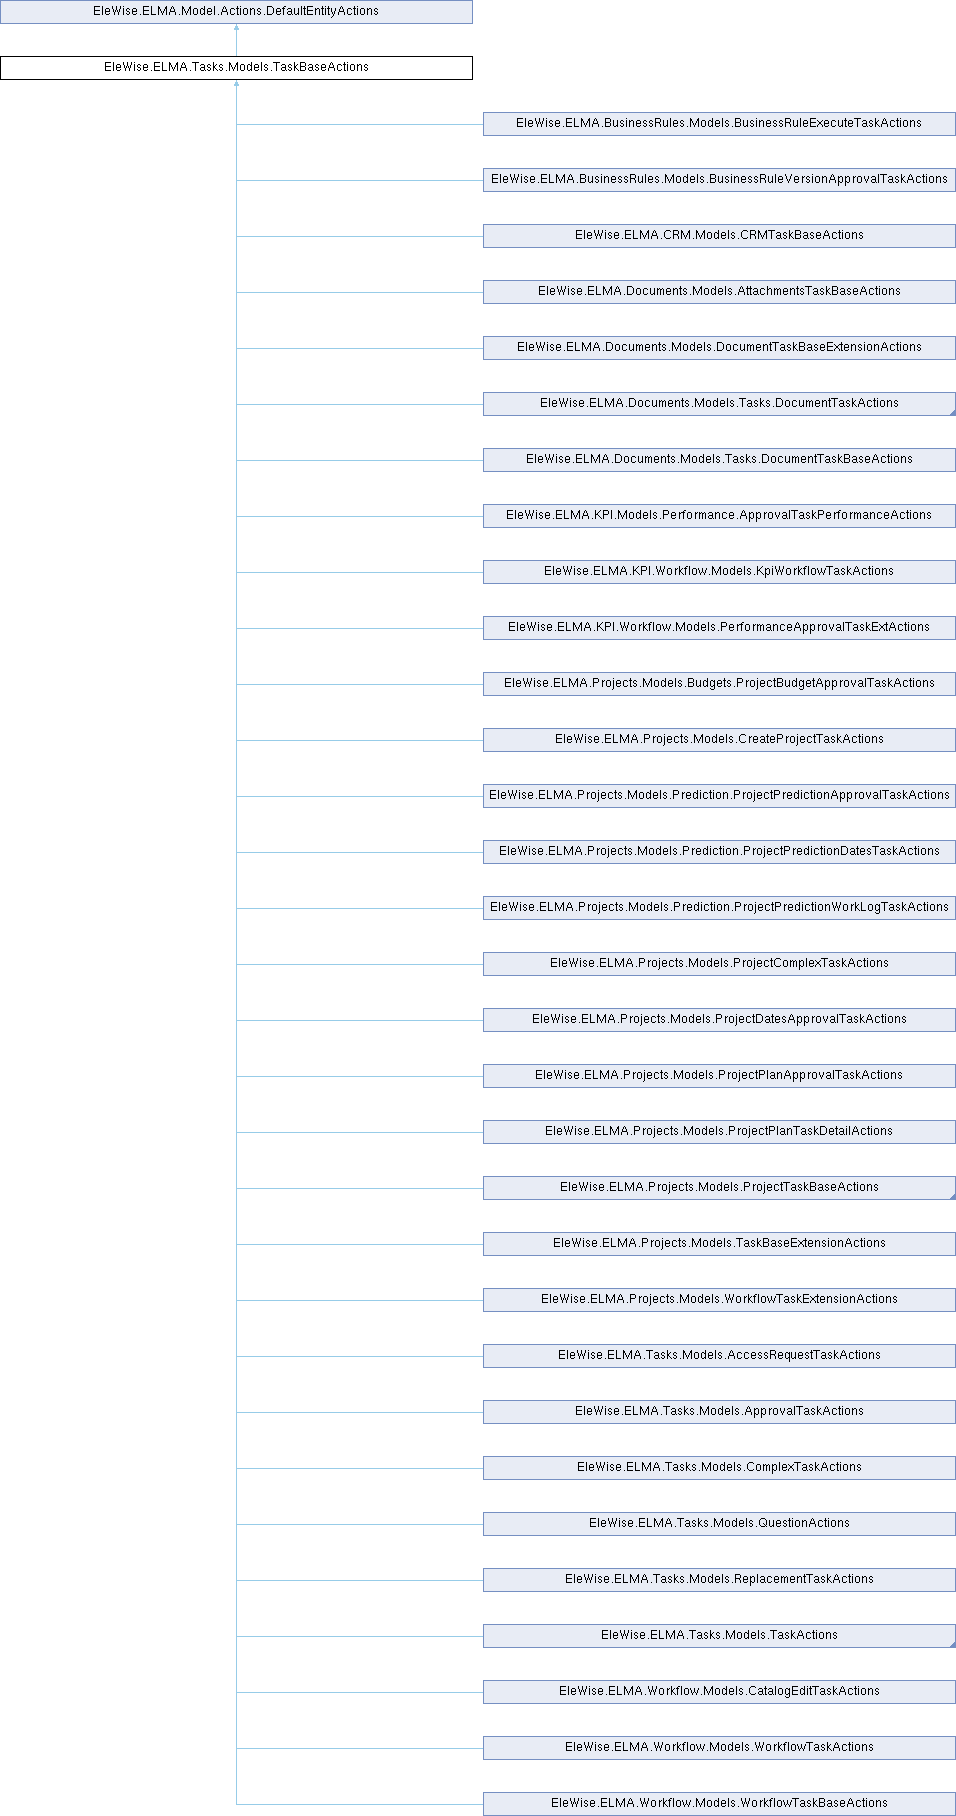 EleWise.ELMA.Model.Actions.DefaultEntityActions
EleWise.ELMA.Tasks.Models.TaskBaseActions
EleWise.ELMA.BusinessRules.Models.BusinessRuleExecuteTaskActions
EleWise.ELMA.BusinessRules.Models.BusinessRuleVersionApprovalTaskActions
EleWise.ELMA.CRM.Models.CRMTaskBaseActions
EleWise.ELMA.Documents.Models.AttachmentsTaskBaseActions
EleWise.ELMA.Documents.Models.DocumentTaskBaseExtensionActions
EleWise.ELMA.Documents.Models.Tasks.DocumentTaskActions
EleWise.ELMA.Documents.Models.Tasks.DocumentTaskBaseActions
EleWise.ELMA.KPI.Models.Performance.ApprovalTaskPerformanceActions
EleWise.ELMA.KPI.Workflow.Models.KpiWorkflowTaskActions
EleWise.ELMA.KPI.Workflow.Models.PerformanceApprovalTaskExtActions
EleWise.ELMA.Projects.Models.Budgets.ProjectBudgetApprovalTaskActions
EleWise.ELMA.Projects.Models.CreateProjectTaskActions
EleWise.ELMA.Projects.Models.Prediction.ProjectPredictionApprovalTaskActions
EleWise.ELMA.Projects.Models.Prediction.ProjectPredictionDatesTaskActions
EleWise.ELMA.Projects.Models.Prediction.ProjectPredictionWorkLogTaskActions
EleWise.ELMA.Projects.Models.ProjectComplexTaskActions
EleWise.ELMA.Projects.Models.ProjectDatesApprovalTaskActions
EleWise.ELMA.Projects.Models.ProjectPlanApprovalTaskActions
EleWise.ELMA.Projects.Models.ProjectPlanTaskDetailActions
EleWise.ELMA.Projects.Models.ProjectTaskBaseActions
EleWise.ELMA.Projects.Models.TaskBaseExtensionActions
EleWise.ELMA.Projects.Models.WorkflowTaskExtensionActions
EleWise.ELMA.Tasks.Models.AccessRequestTaskActions
EleWise.ELMA.Tasks.Models.ApprovalTaskActions
EleWise.ELMA.Tasks.Models.ComplexTaskActions
EleWise.ELMA.Tasks.Models.QuestionActions
EleWise.ELMA.Tasks.Models.ReplacementTaskActions
EleWise.ELMA.Tasks.Models.TaskActions
EleWise.ELMA.Workflow.Models.CatalogEditTaskActions
EleWise.ELMA.Workflow.Models.WorkflowTaskActions
EleWise.ELMA.Workflow.Models.WorkflowTaskBaseActions